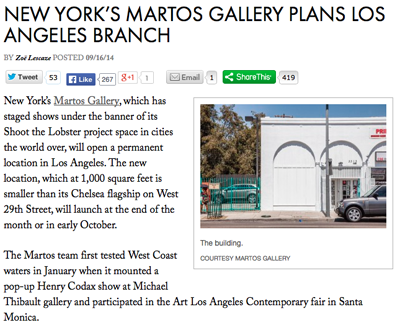 NEW YORK'S MARTOS GALLERY PLANS LOS
ANGELES BRANCH
BY Zoë Lescaze POSTED 09/16/14
Tweet 53 Like 267 +1 1 Email 1 ShareThis 419
New York's Martos Gallery, which has
staged shows under the banner of its
Shoot the Lobster project space in cities
the world over, will open a permanent
location in Los Angeles. The new
location, which at 1,000 square feet is
smaller than its Chelsea flagship on West
29th Street, will launch at the end of the
month or in early October.
The building.
COURTESY MARTOS GALLERY
The Martos team first tested West Coast
waters in January when it mounted a
pop-up Henry Codax show at Michael
Thibault gallery and participated in the Art Los Angeles Contemporary fair in Santa
Monica.